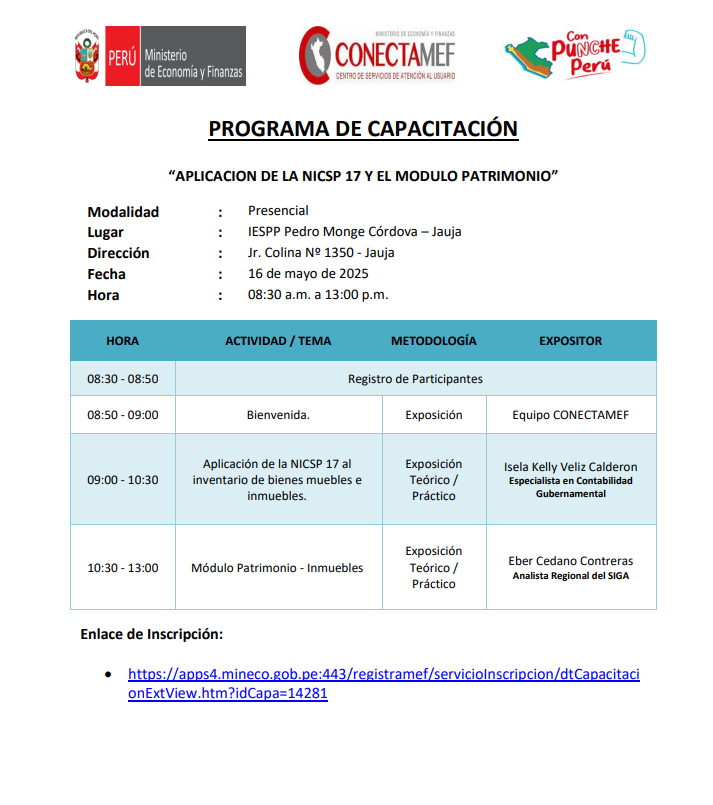 PERÚ
Ministerio
de Economía y Finanzas
MINISTERIO DE ECONOMÍA Y FINANZAS
CONECTAMEF
CENTRO DE SERVICIOS DE ATENCIÓN AL USUARIO
Con
PUNCHE
Perú
PROGRAMA DE CAPACITACIÓN
“APLICACION DE LA NICSP 17 Y EL MODULO PATRIMONIO”
Modalidad : Presencial
Lugar : IESPP Pedro Monge Córdova – Jauja
Dirección : Jr. Colina Nº 1350 - Jauja
Fecha : 16 de mayo de 2025
Hora : 08:30 a.m. a 13:00 p.m.
HORA ACTIVIDAD / TEMA METODOLOGÍA EXPOSITOR
08:30 - 08:50 Registro de Participantes
08:50 - 09:00 Bienvenida. Exposición Equipo CONECTAMEF
09:00 - 10:30
Aplicación de la NICSP 17 al
inventario de bienes muebles e
inmuebles.
Exposición
Teórico /
Práctico
Isela Kelly Veliz Calderon
Especialista en Contabilidad
Gubernamental
10:30 - 13:00
Módulo Patrimonio - Inmuebles
Exposición
Teórico /
Práctico
Eber Cedano Contreras
Analista Regional del SIGA
Enlace de Inscripción:
• https://apps4.mineco.gob.pe:443/registramef/servicioInscripcion/dtCapacitaci
onExtView.htm?idCapa=14281